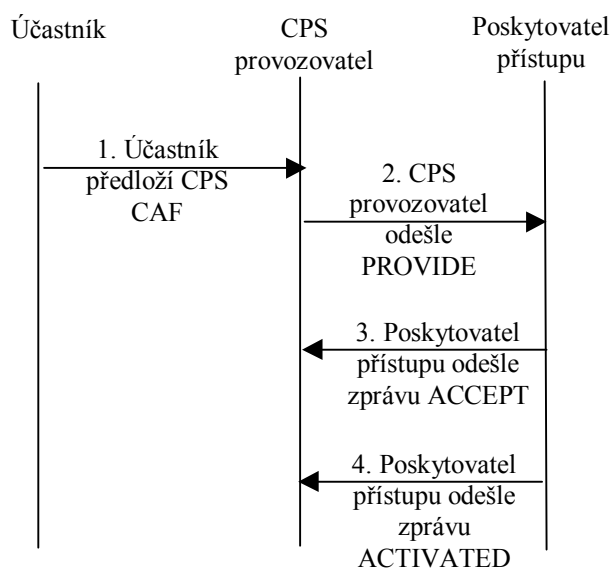 Účastník
CPS
provozovatel
Poskytovatel
přístupu
1. Účastník
předloží CPS
CAF
2. CPS
provozovatel
odešle
PROVIDE
3. Poskytovatel
přístupu odešle
zprávu ACCEPT
4. Poskytovatel
přístupu odešle
zprávu
ACTIVATED